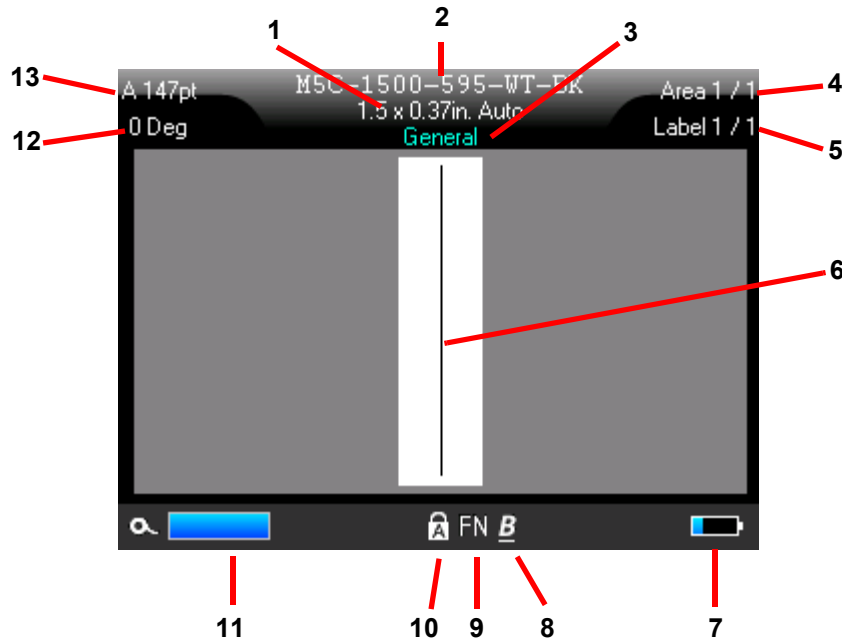 2
1
3
13
A 147pt
M5C-1500-595-WT-BK
Area 1 / 1
4
1.5 x 0.37in. Auto
12
0 Deg
General
Label 1 / 1
5
6
A FN B
11
10
9
8
7